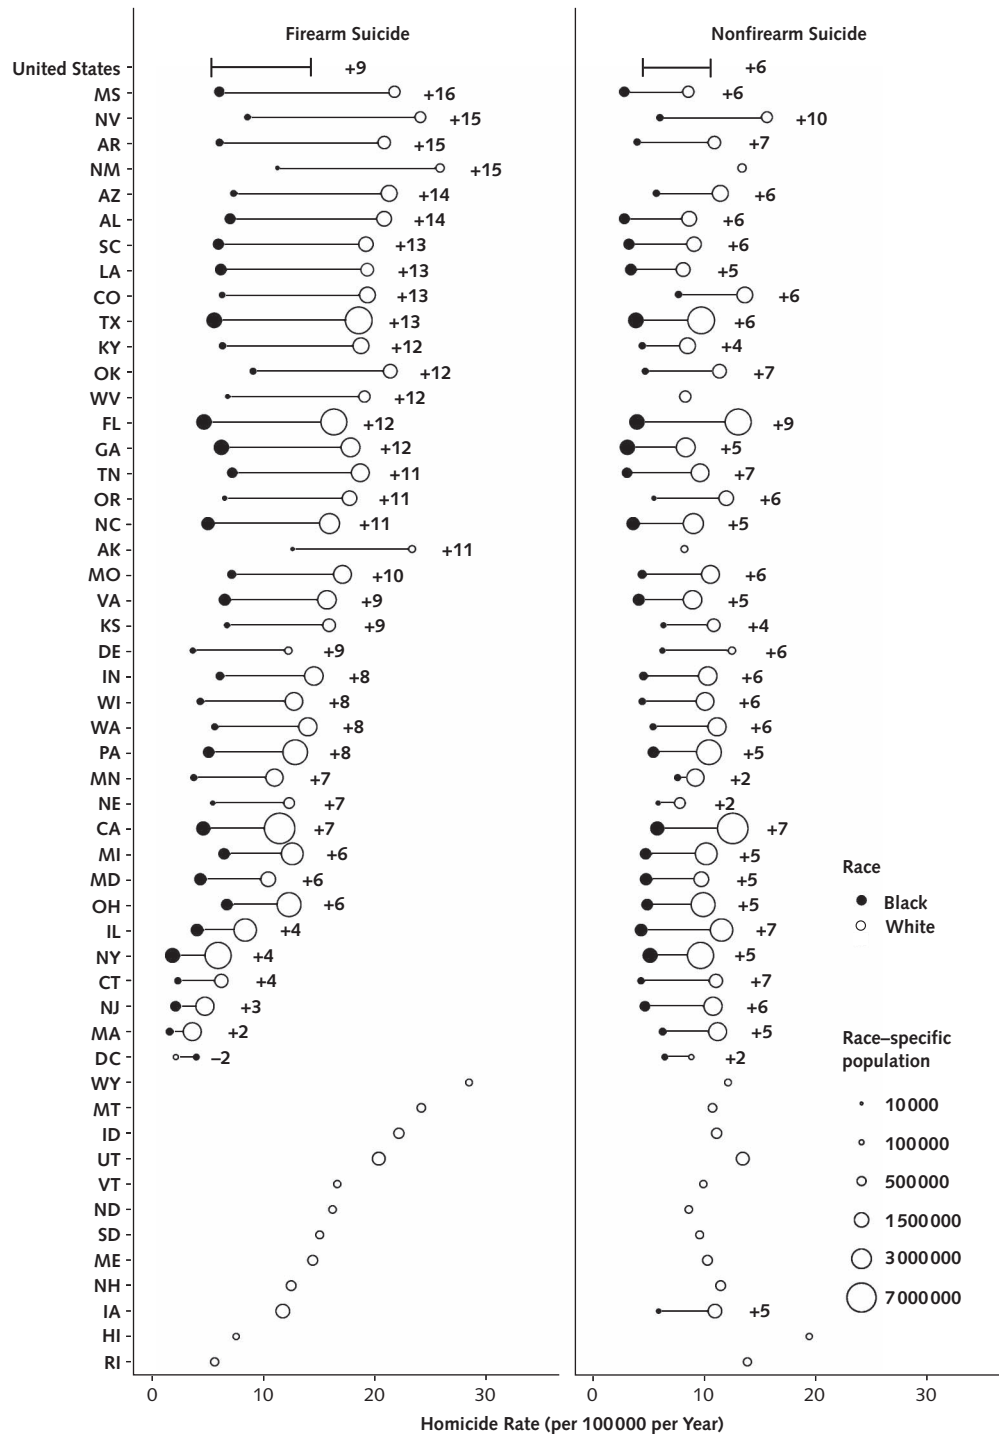 Firearm Suicide Nonfirearm Suicide
United States +9 +6
MS +16 +6
NV +15 +10
AR +15 +7
NM +15
AZ +14 +6
AL +14 +6
SC +13 +6
LA +13 +5
CO +13 +6
TX +13 +6
KY +12 +4
OK +12 +7
WV +12
FL +12 +9
GA +12 +5
TN +11 +7
OR +11 +6
NC +11 +5
AK +11
MO +10 +6
VA +9 +5
KS +9 +4
DE +9 +6
IN +8 +6
WI +8 +6
WA +8 +6
PA +8 +5
MN +7 +2
NE +7 +2
CA +7 +7
MI +6 +5
MD +6 +5
OH +6 +5
IL +4 +7
NY +4 +5
CT +4 +7
NJ +3 +6
MA +2 +5
DC −2 +2
WY
MT
ID
UT
VT
ND
SD
ME
NH
IA +5
HI
RI
0 10 20 30 0 10 20 30
Homicide Rate (per 100 000 per Year)
Race
Black
White
Race–specific
population
10 000
100 000
500 000
1 500 000
3 000 000
7 000 000